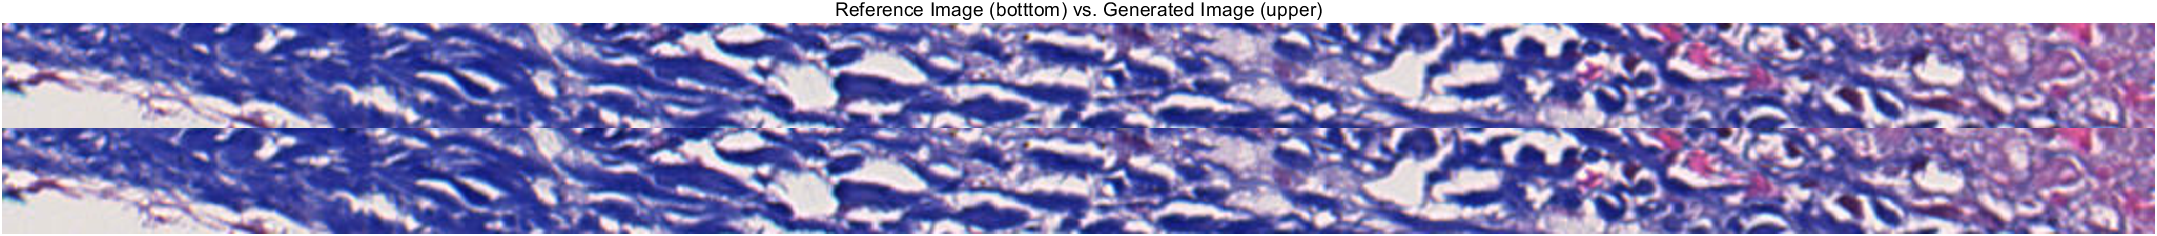 Reference Image (botttom) vs. Generated Image (upper)